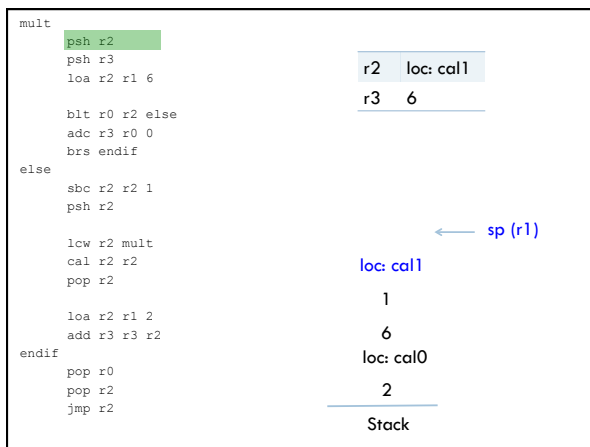 mult
psh r2
psh r3
loa r2 r1 6
blt r0 r2 else
adc r3 r0 0
brs endif
else
sbc r2 r2 1
psh r2
lcw r2 mult
cal r2 r2
pop r2
loa r2 r1 2
add r3 r3 r2
endif
pop r0
pop r2
jmp r2
r2 loc: cal1
r3 6
sp (r1)
loc: cal1
1
6
loc: cal0
2
Stack